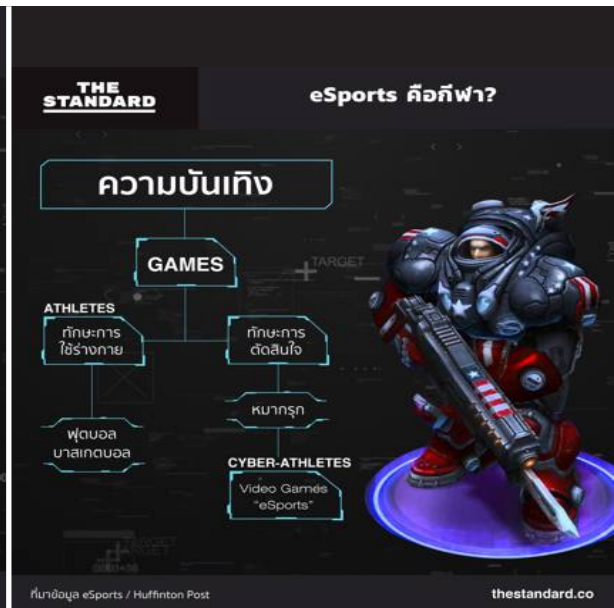 THE
STANDARD
eSports คือกีฬา?
ความบันเทิง
GAMES
TARGET
ATHLETES
ทักษะการ
ใช้ร่างกาย
ฟุตบอล
บาสเกตบอล
ทักษะการ
ตัดสินใจ
หมากรุก
CYBER-ATHLETES
Video Games
“eSports”
TARGET
ที่มาข้อมูล eSports / Huffinton Post
thestandard.co